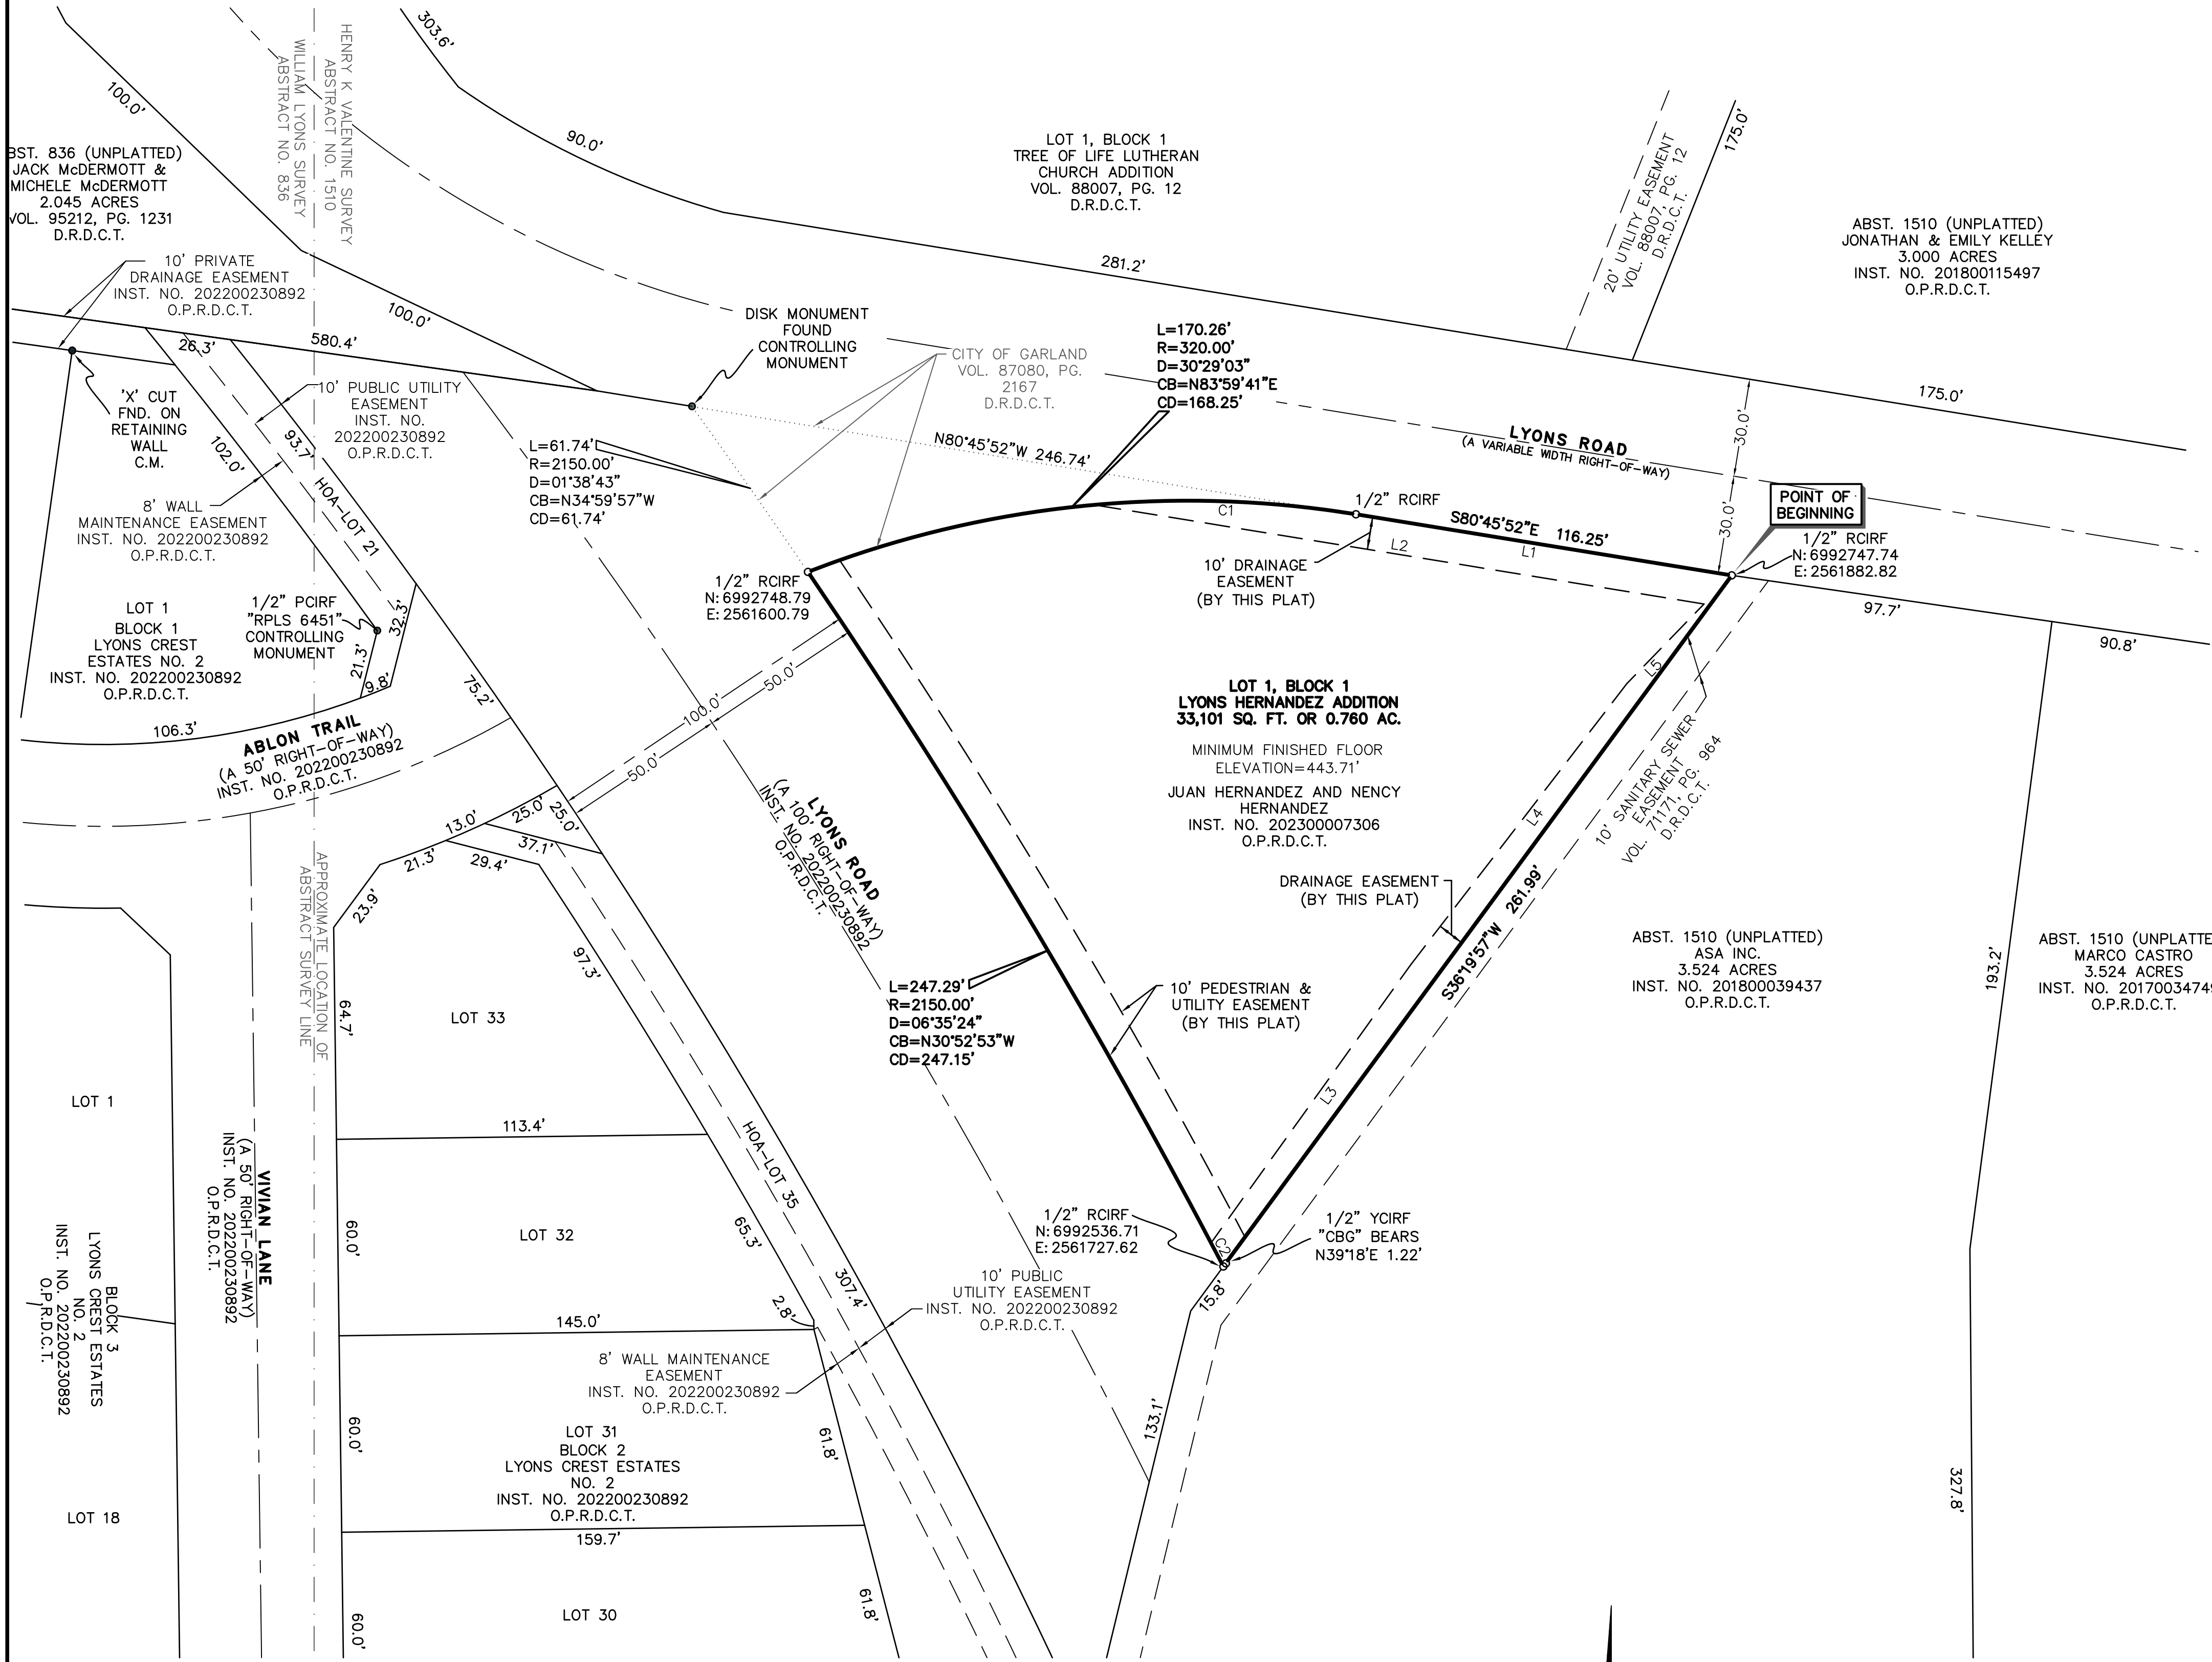 303.6'
100.0'
HENRY K VALENTINE SURVEY
ABSTRACT NO. 1510
WILLIAM LYONS SURVEY
ABSTRACT NO. 836
90.0'
LOT 1, BLOCK 1
TREE OF LIFE LUTHERAN
CHURCH ADDITION
VOL. 88007, PG. 12
D.R.D.C.T.
20' UTILITY EASEMENT
VOL. 88007, PG. 12
D.R.D.C.T.
175.0'
BST. 836 (UNPLATTED)
JACK McDERMOTT &
MICHELE McDERMOTT
2.045 ACRES
VOL. 95212, PG. 1231
D.R.D.C.T.
ABST. 1510 (UNPLATTED)
JONATHAN & EMILY KELLEY
3.000 ACRES
INST. NO. 201800115497
O.P.R.D.C.T.
10' PRIVATE
DRAINAGE EASEMENT
INST. NO. 202200230892
O.P.R.D.C.T.
281.2'
100.0'
580.4'
26.3'
DISK MONUMENT
FOUND
CONTROLLING
MONUMENT
CITY OF GARLAND
VOL. 87080, PG.
2167
D.R.D.C.T.
L=170.26'
R=320.00'
D=30°29'03"
CB=N83°59'41"E
CD=168.25'
175.0'
'X' CUT
FND. ON
RETAINING
WALL
C.M.
10' PUBLIC UTILITY
EASEMENT
INST. NO.
202200230892
O.P.R.D.C.T.
93.7'
102.0'
HOA-LOT 21
L=61.74'
R=2150.00'
D=01°38'43"
CB=N34°59'57"W
CD=61.74'
N80°45'52"W 246.74'
LYONS ROAD
(A VARIABLE WIDTH RIGHT-OF-WAY)
30.0'
30.0'
POINT OF
BEGINNING
1/2" RCIRF
S80°45'52"E 116.25'
C1
L2
L1
1/2" RCIRF
N: 6992747.74
E: 2561882.82
8' WALL
MAINTENANCE EASEMENT
INST. NO. 202200230892
O.P.R.D.C.T.
10' DRAINAGE
EASEMENT
(BY THIS PLAT)
1/2" RCIRF
N: 6992748.79
E: 2561600.79
97.7'
90.8'
1/2" PCIRF
"RPLS 6451"
CONTROLLING
MONUMENT
LOT 1
BLOCK 1
LYONS CREST
ESTATES NO. 2
INST. NO. 202200230892
O.P.R.D.C.T.
32.3'
21.3'
9.8'
75.2'
106.3'
ABLON TRAIL
(A 50' RIGHT-OF-WAY)
INST. NO. 202200230892
O.P.R.D.C.T.
100.0'
50.0'
50.0'
LOT 1, BLOCK 1
LYONS HERNANDEZ ADDITION
33,101 SQ. FT. OR 0.760 AC.
MINIMUM FINISHED FLOOR
ELEVATION=443.71'
JUAN HERNANDEZ AND NENCY
HERNANDEZ
INST. NO. 202300007306
O.P.R.D.C.T.
L5
L4
10' SANITARY SEWER
EASEMENT
VOL. 71171, PG. 964
D.R.D.C.T.
LYONS ROAD
(A 100' RIGHT-OF-WAY)
INST. NO. 202200230892
O.P.R.D.C.T.
13.0'
25.0'
25.0'
37.1'
21.3'
29.4'
23.9'
APPROXIMATE LOCATION OF
ABSTRACT SURVEY LINE
DRAINAGE EASEMENT
(BY THIS PLAT)
S36°19'57"W 261.99'
ABST. 1510 (UNPLATTED)
ASA INC.
3.524 ACRES
INST. NO. 201800039437
O.P.R.D.C.T.
193.2'
ABST. 1510 (UNPLATTE
MARCO CASTRO
3.524 ACRES
INST. NO. 20170034749
O.P.R.D.C.T.
97.3'
64.7'
LOT 33
L=247.29'
R=2150.00'
D=06°35'24"
CB=N30°52'53"W
CD=247.15'
10' PEDESTRIAN &
UTILITY EASEMENT
(BY THIS PLAT)
L3
LOT 1
113.4'
HOA-LOT 35
VIVIAN LANE
(A 50' RIGHT-OF-WAY)
INST. NO. 202200230892
O.P.R.D.C.T.
60.0'
LOT 32
65.3'
307.4'
1/2" RCIRF
N: 6992536.71
E: 2561727.62
C2
1/2" YCIRF
"CBG" BEARS
N39°18'E 1.22'
15.8'
BLOCK 3
LYONS CREST ESTATES
NO. 2
INST. NO. 202200230892
O.P.R.D.C.T.
10' PUBLIC
UTILITY EASEMENT
INST. NO. 202200230892
O.P.R.D.C.T.
2.8'
145.0'
8' WALL MAINTENANCE
EASEMENT
INST. NO. 202200230892
O.P.R.D.C.T.
133.1'
60.0'
61.8'
LOT 31
BLOCK 2
LYONS CREST ESTATES
NO. 2
INST. NO. 202200230892
O.P.R.D.C.T.
327.8'
LOT 18
159.7'
61.8'
60.0'
LOT 30